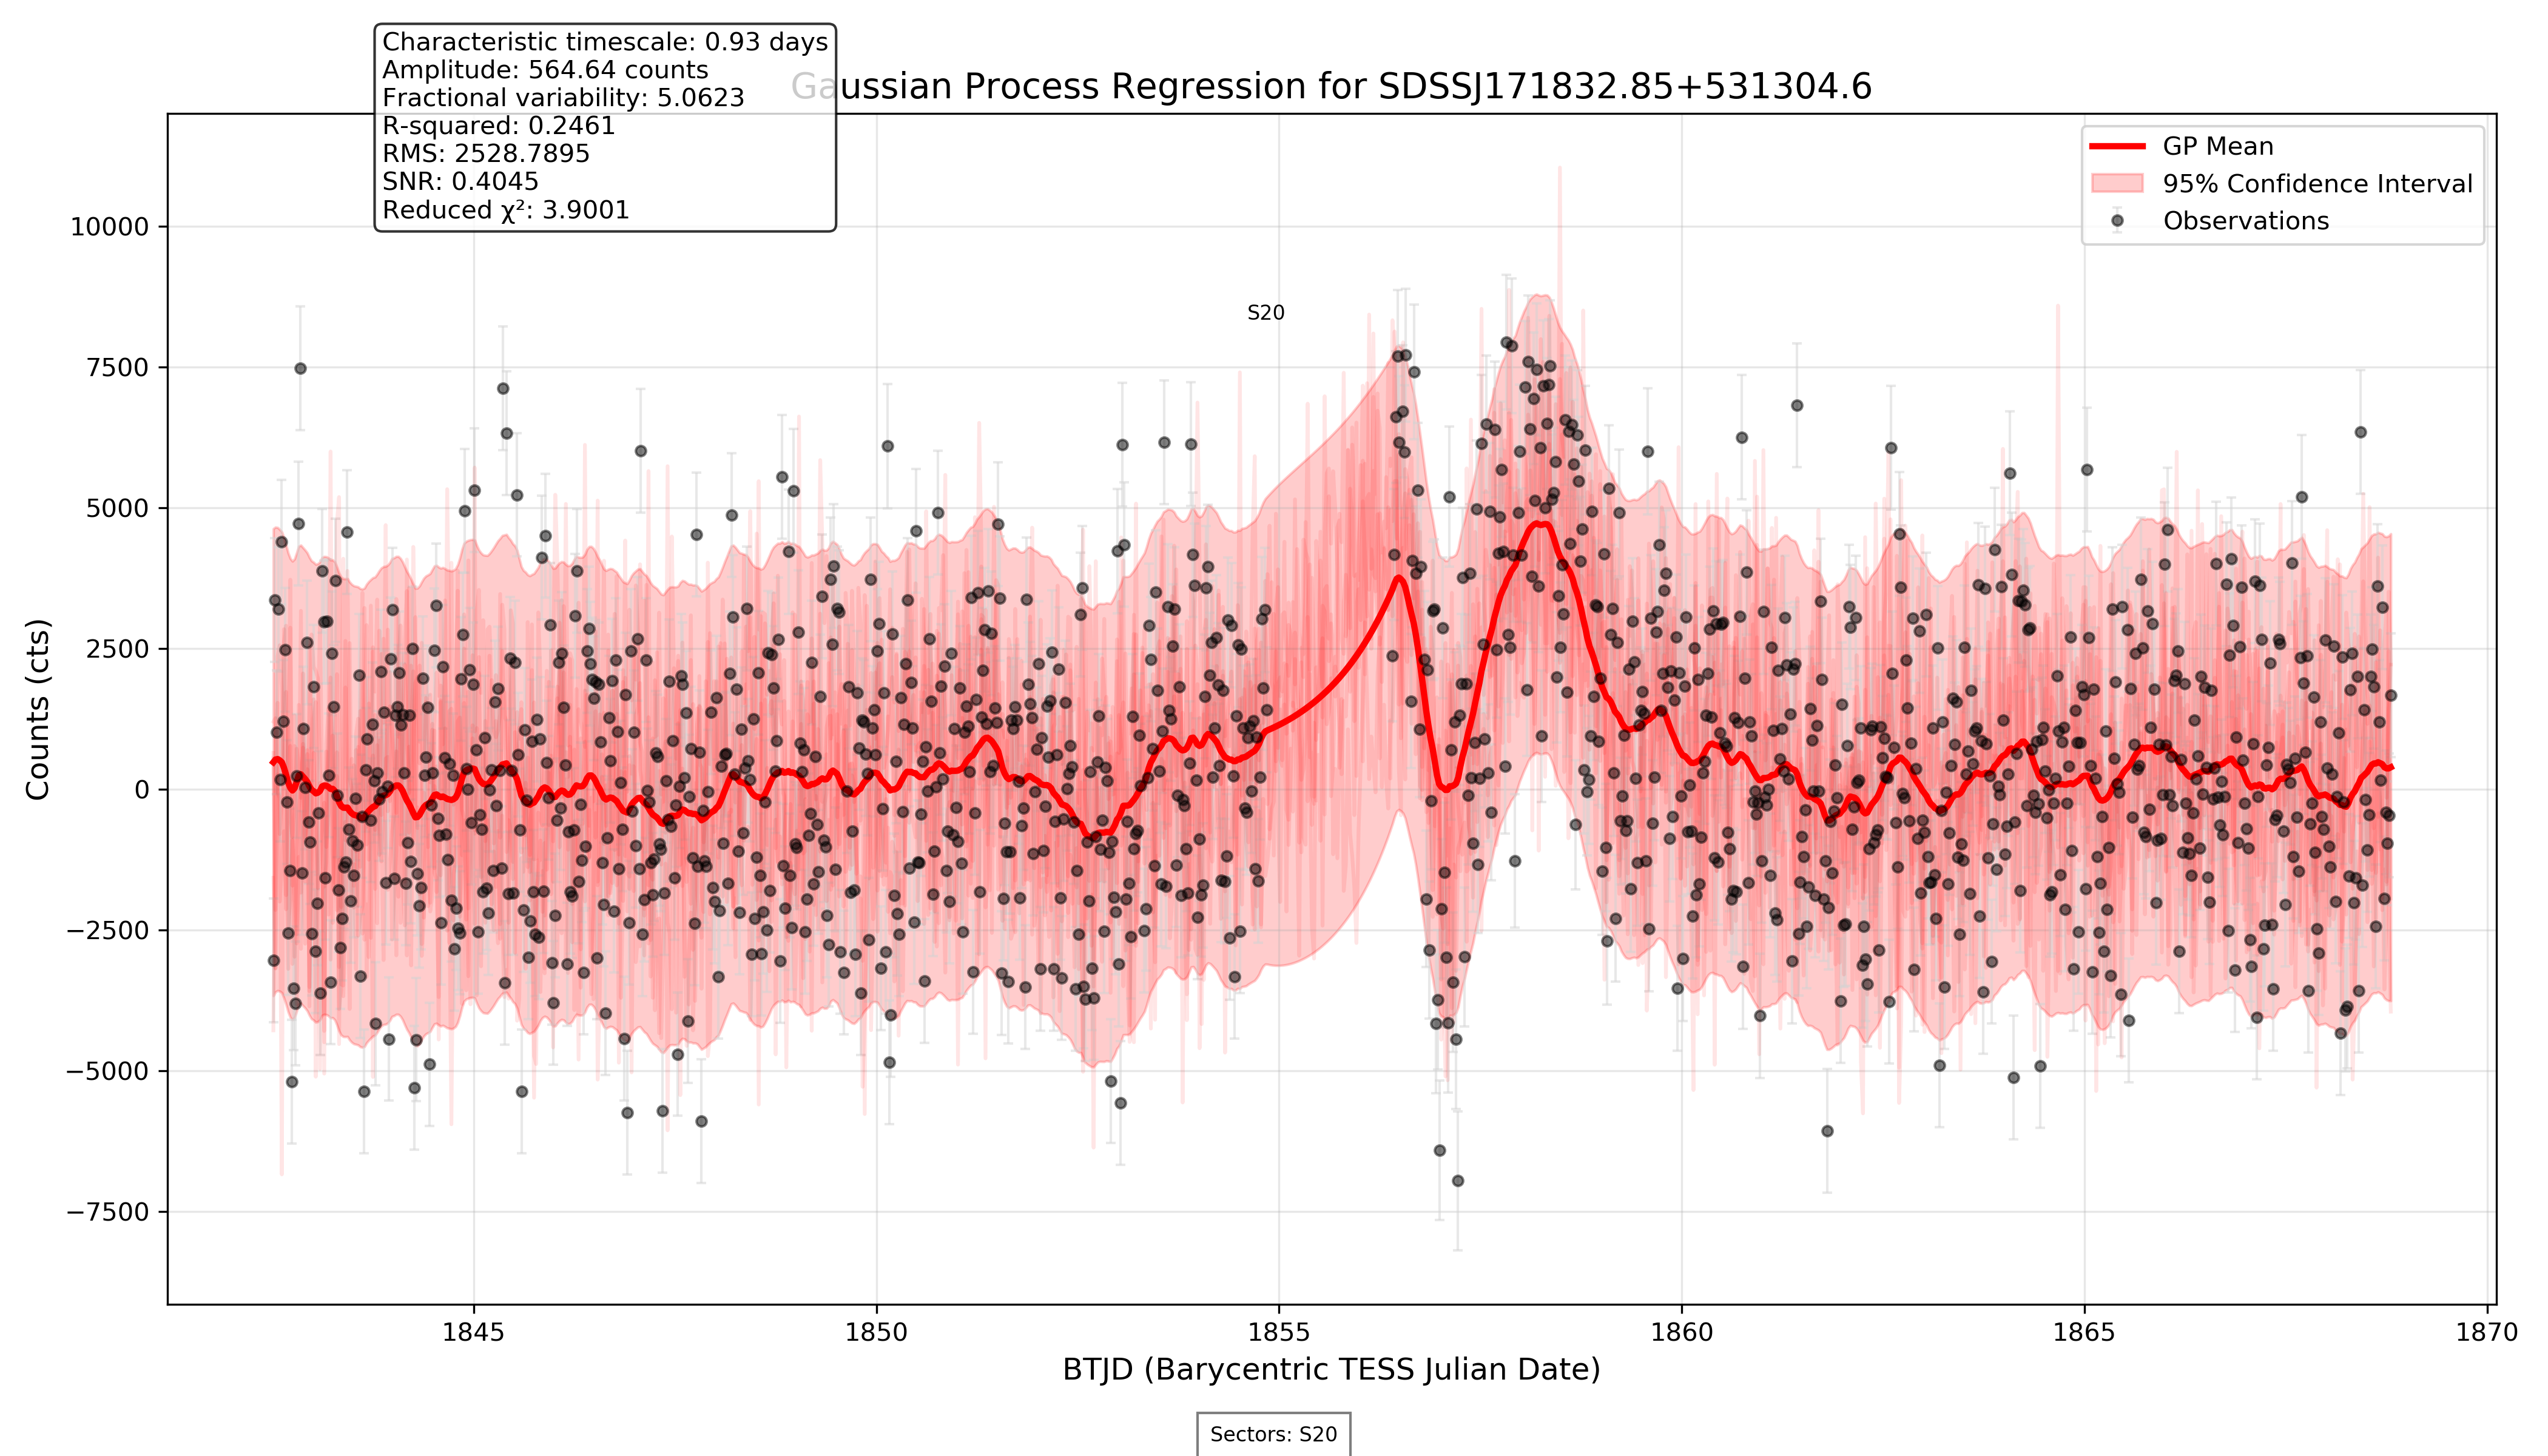 Characteristic timescale: 0.93 days
Amplitude: 564.64 counts
Fractional variability: 5.0623
R-squared: 0.2461
RMS: 2528.7895
SNR: 0.4045
Reduced χ²: 3.9001
Gaussian Process Regression for SDSSJ171832.85+531304.6
GP Mean
95% Confidence Interval
Observations
S20
Counts (cts)
10000
7500
5000
2500
0
−2500
−5000
−7500
1845 1850 1855 1860 1865 1870
BTJD (Barycentric TESS Julian Date)
Sectors: S20